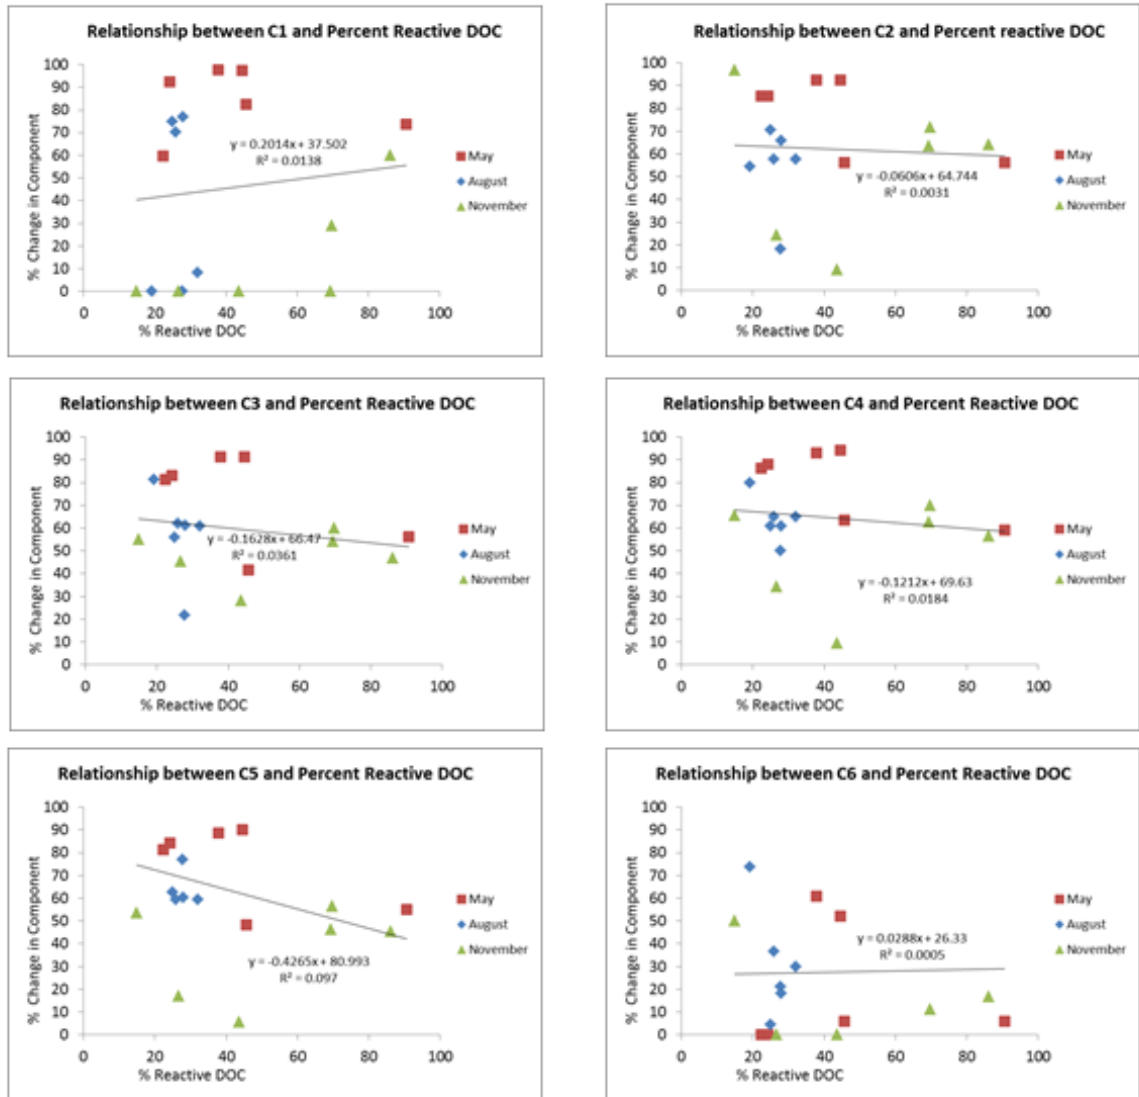 Relationship between C1 and Percent Reactive DOC
100
90
80
70
60
50
40
30
20
10
0
% Change in Component
y = 0.2014x + 37.502
R² = 0.0138
May
August
November
0 20 40 60 80 100
% Reactive DOC
Relationship between C2 and Percent reactive DOC
100
90
80
70
60
50
40
30
20
10
0
% Change in Component
y = -0.0606x + 64.744
R² = 0.0031
May
August
November
0 20 40 60 80 100
% Reactive DOC
Relationship between C3 and Percent Reactive DOC
100
90
80
70
60
50
40
30
20
10
0
% Change in Component
y = -0.1628x + 66.47
R² = 0.0361
May
August
November
0 20 40 60 80 100
% Reactive DOC
Relationship between C4 and Percent Reactive DOC
100
90
80
70
60
50
40
30
20
10
0
% Change in Component
y = -0.1212x + 69.63
R² = 0.0184
May
August
November
0 20 40 60 80 100
% Reactive DOC
Relationship between C5 and Percent Reactive DOC
100
90
80
70
60
50
40
30
20
10
0
% Change in Component
y = -0.4265x + 80.993
R² = 0.097
May
August
November
0 20 40 60 80 100
% Reactive DOC
Relationship between C6 and Percent Reactive DOC
100
90
80
70
60
50
40
30
20
10
0
% Change in Component
y = 0.0288x + 26.33
R² = 0.0005
May
August
November
0 20 40 60 80 100
% Reactive DOC